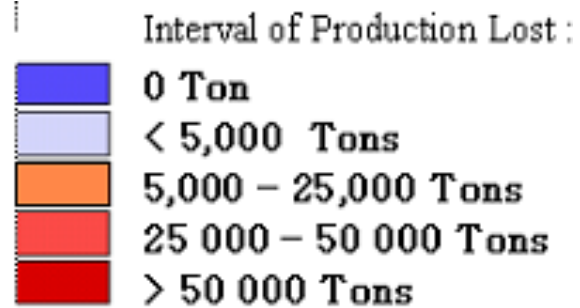 Interval of Production Lost :
0 Ton
< 5,000 Tons
5,000 – 25,000 Tons
25 000 – 50 000 Tons
> 50 000 Tons